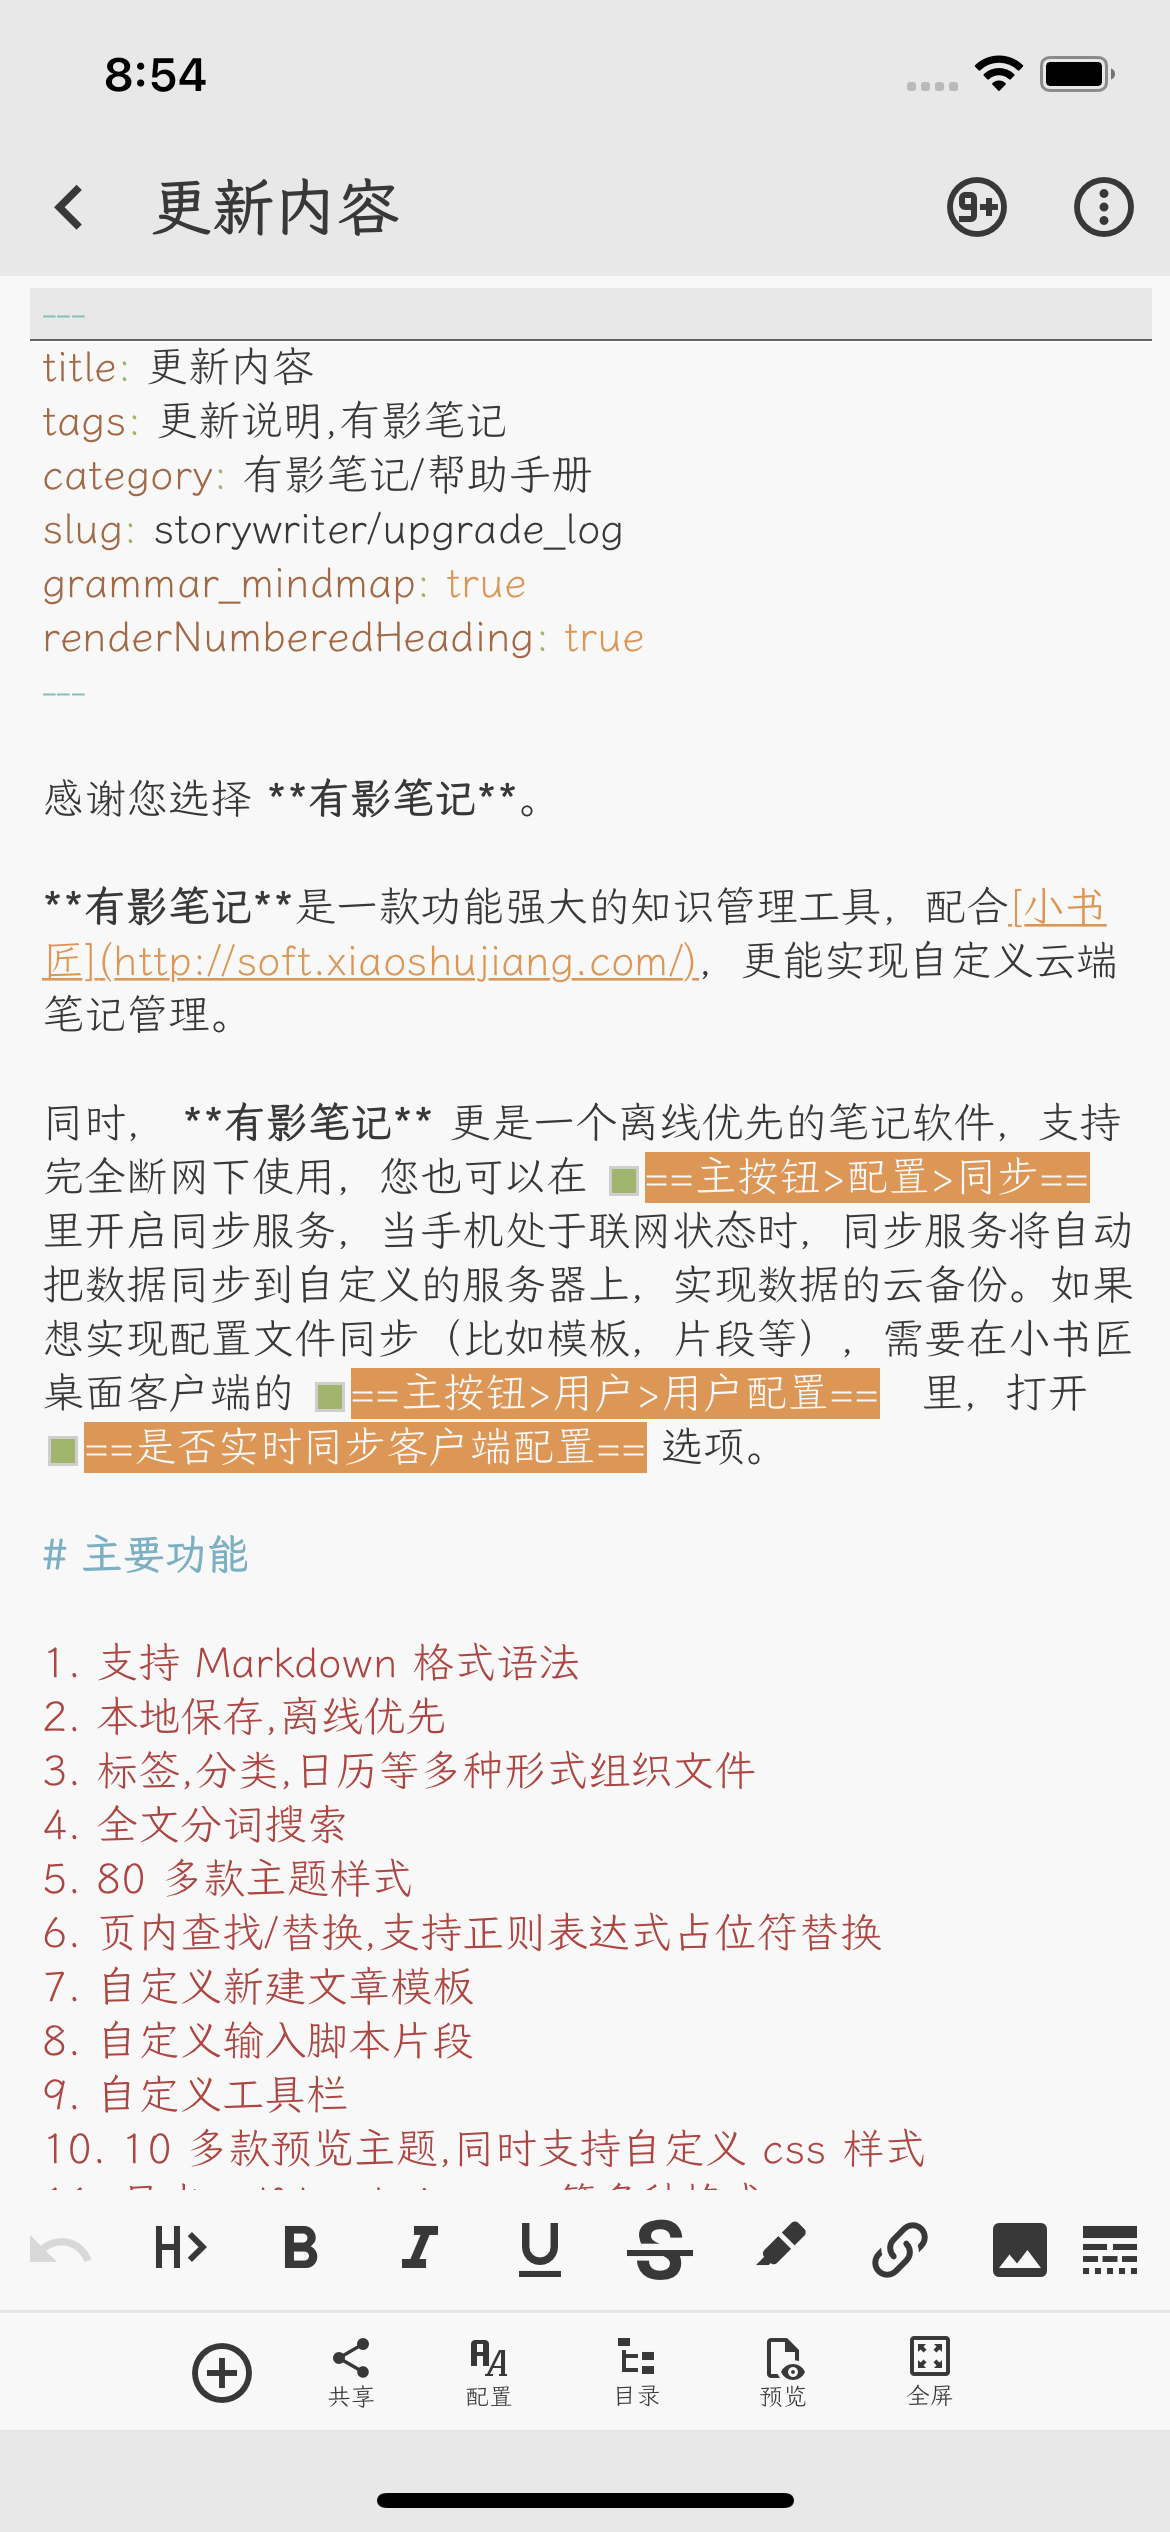 8:54
更新内容
9+
---
title: 更新内容
tags: 更新说明,有影笔记
category: 有影笔记/帮助手册
slug: storywriter/upgrade_log
grammar_mindmap: true
renderNumberedHeading: true
---
感谢您选择 **有影笔记**。
**有影笔记**是一款功能强大的知识管理工具，配合[小书
匠](http://soft.xiaoshujiang.com/)，更能实现自定义云端
笔记管理。
同时， **有影笔记** 更是一个离线优先的笔记软件，支持
完全断网下使用，您也可以在 ==主按钮>配置>同步==
里开启同步服务，当手机处于联网状态时，同步服务将自动
把数据同步到自定义的服务器上，实现数据的云备份。如果
想实现配置文件同步（比如模板，片段等），需要在小书匠
桌面客户端的 ==主按钮>用户>用户配置== 里，打开
==是否实时同步客户端配置== 选项。
# 主要功能
1. 支持 Markdown 格式语法
2. 本地保存,离线优先
3. 标签,分类,日历等多种形式组织文件
4. 全文分词搜索
5. 80 多款主题样式
6. 页内查找/替换,支持正则表达式占位符替换
7. 自定义新建文章模板
8. 自定义输入脚本片段
9. 自定义工具栏
10. 10 多款预览主题,同时支持自定义 css 样式
H> B I U S
共享 配置 目录 预览 全屏